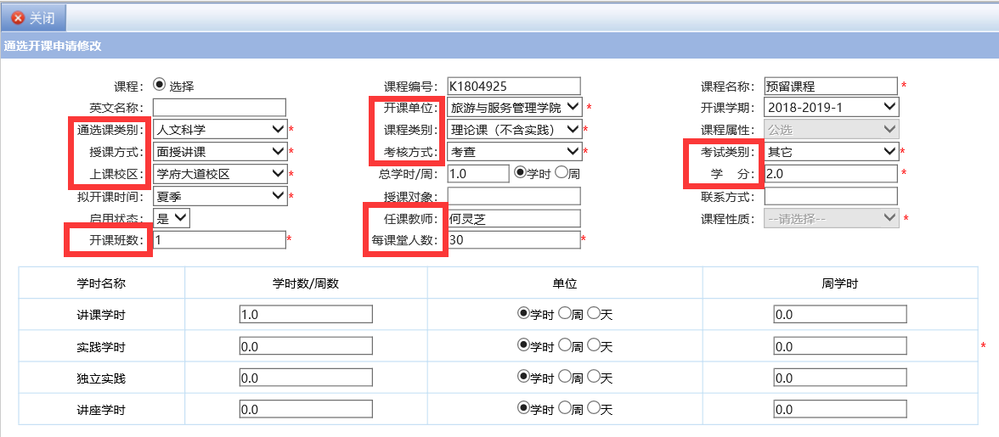 关闭
通选开课申请修改
课程： 选择 课程编号： K1804925 课程名称： 预留课程 *
英文名称： 开课单位： 旅游与服务管理学院 * 开课学期： 2018-2019-1
通选课类别： 人文科学 * 课程类别： 理论课（不含实践） * 课程属性： 公选
授课方式： 面授讲课 * 考核方式： 考查 * 考试类别： 其它 *
上课校区： 学府大道校区 * 总学时/周： 1.0 学时 周 学 分： 2.0 *
拟开课时间： 夏季 * 授课对象： 联系方式：
启用状态： 是 任课教师： 何灵芝 课程性质： --请选择-- *
开课班数： 1 * 每课堂人数： 30 *
学时名称 学时数/周数 单位 周学时
讲课学时 1.0 学时 周 天 0.0
实践学时 0.0 学时 周 天 0.0 *
独立实践 0.0 学时 周 天 0.0
讲座学时 0.0 学时 周 天 0.0